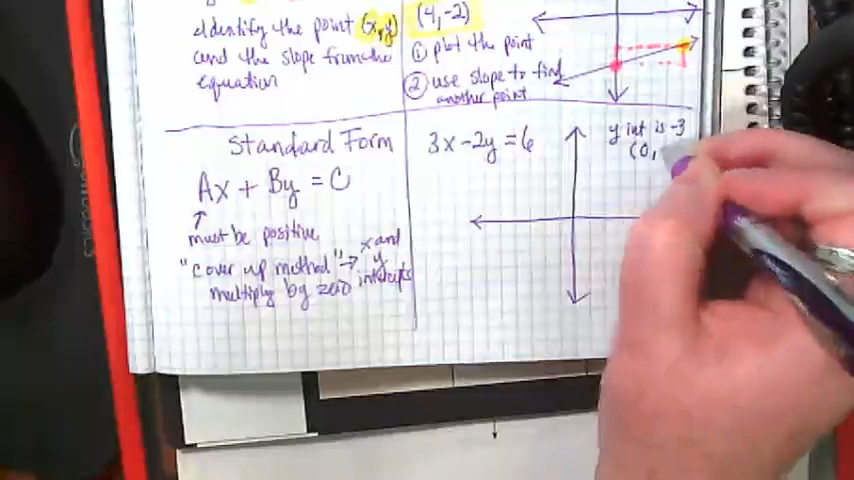 identify the point (x,y)
and the slope from the
equation
(4,-2)
① plot the point
② use slope to find
another point
Standard Form
Ax + By = C
↑
must be positive
"cover up method" → x and
y
intercepts
multiply by zero
3x - 2y = 6
y int is -3
(0,